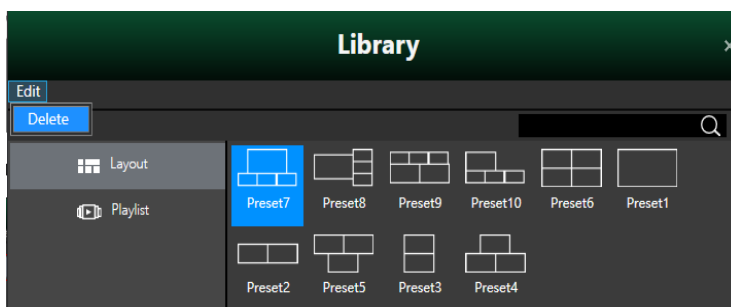 Library
Edit
Delete
Layout
Playlist
Preset7 Preset8 Preset9 Preset10 Preset6 Preset1
Preset2 Preset5 Preset3 Preset4